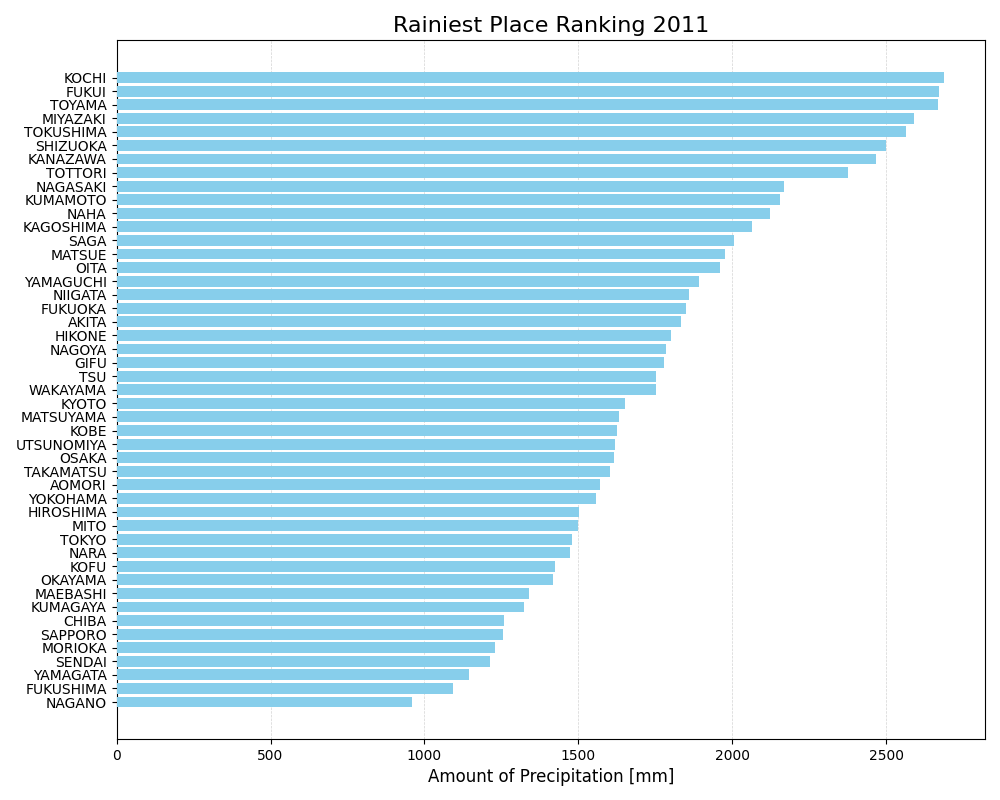 Rainiest Place Ranking 2011
KOCHI
FUKUI
TOYAMA
MIYAZAKI
TOKUSHIMA
SHIZUOKA
KANAZAWA
TOTTORI
NAGASAKI
KUMAMOTO
NAHA
KAGOSHIMA
SAGA
MATSUE
OITA
YAMAGUCHI
NIIGATA
FUKUOKA
AKITA
HIKONE
NAGOYA
GIFU
TSU
WAKAYAMA
KYOTO
MATSUYAMA
KOBE
UTSUNOMIYA
OSAKA
TAKAMATSU
AOMORI
YOKOHAMA
HIROSHIMA
MITO
TOKYO
NARA
KOFU
OKAYAMA
MAEBASHI
KUMAGAYA
CHIBA
SAPPORO
MORIOKA
SENDAI
YAMAGATA
FUKUSHIMA
NAGANO
0 500 1000 1500 2000 2500
Amount of Precipitation [mm]